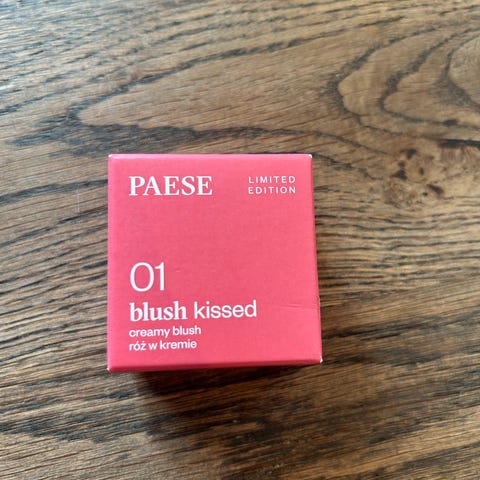 PAESE
LIMITED
EDITION
01
blush kissed
creamy blush
róż w kremie